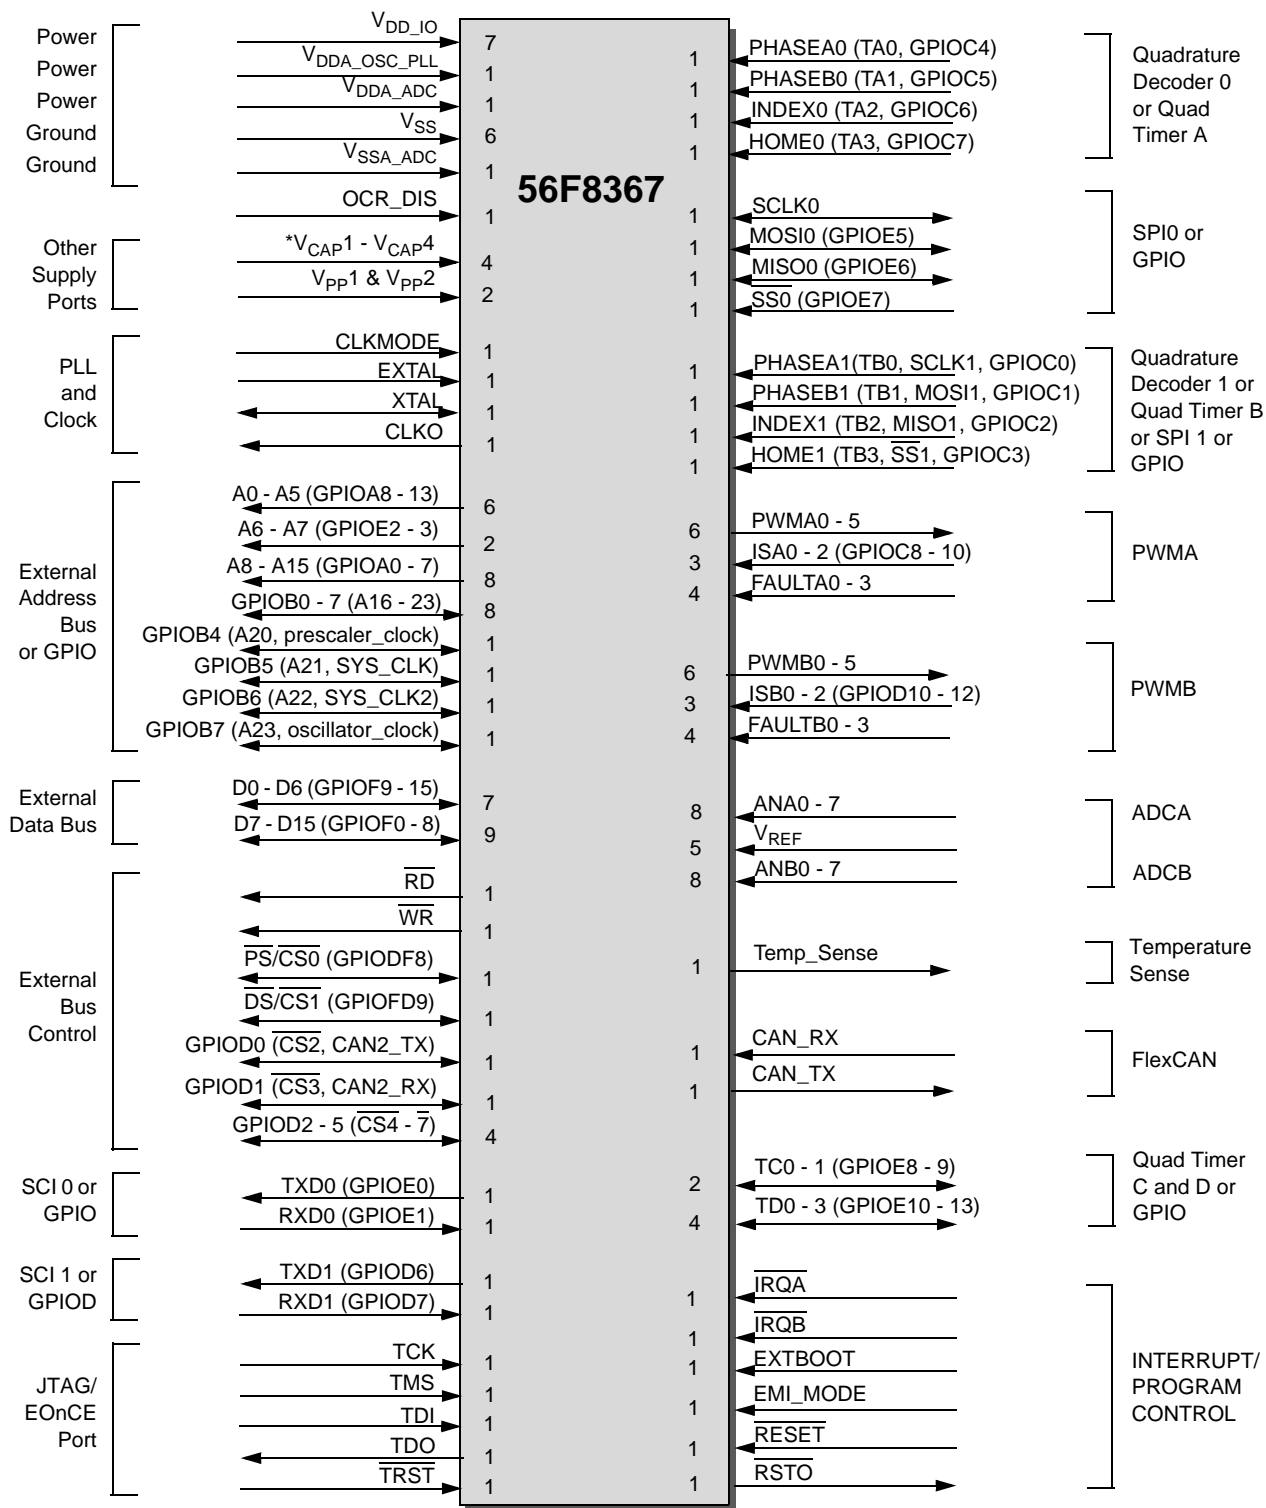 56F8367
Power
Power
Power
Ground
Ground
V_DD_IO
7
V_DDA_OSC_PLL
1
V_DDA_ADC
1
V_SS
6
V_SSA_ADC
1
OCR_DIS
1
Other
Supply
Ports
*V_CAP1 - V_CAP4
4
V_PP1 & V_PP2
2
PLL
and
Clock
CLKMODE
1
EXTAL
1
XTAL
1
CLKO
1
External
Address
Bus
or GPIO
A0 - A5 (GPIOA8 - 13)
6
A6 - A7 (GPIOE2 - 3)
2
A8 - A15 (GPIOA0 - 7)
8
GPIOB0 - 7 (A16 - 23)
8
GPIOB4 (A20, prescaler_clock)
1
GPIOB5 (A21, SYS_CLK)
1
GPIOB6 (A22, SYS_CLK2)
1
GPIOB7 (A23, oscillator_clock)
1
External
Data Bus
D0 - D6 (GPIOF9 - 15)
7
D7 - D15 (GPIOF0 - 8)
9
External
Bus
Control
RD
1
WR
1
PS/CS0 (GPIODF8)
1
DS/CS1 (GPIOFD9)
1
GPIOD0 (CS2, CAN2_TX)
1
GPIOD1 (CS3, CAN2_RX)
1
GPIOD2 - 5 (CS4 - 7)
4
SCI 0 or
GPIO
TXD0 (GPIOE0)
1
RXD0 (GPIOE1)
1
SCI 1 or
GPIOD
TXD1 (GPIOD6)
1
RXD1 (GPIOD7)
1
JTAG/
EOnCE
Port
TCK
1
TMS
1
TDI
1
TDO
1
TRST
1
1
PHASEA0 (TA0, GPIOC4)
1
PHASEB0 (TA1, GPIOC5)
1
INDEX0 (TA2, GPIOC6)
1
HOME0 (TA3, GPIOC7)
Quadrature
Decoder 0
or Quad
Timer A
1
SCLK0
1
MOSI0 (GPIOE5)
1
MISO0 (GPIOE6)
1
SS0 (GPIOE7)
SPI0 or
GPIO
1
PHASEA1(TB0, SCLK1, GPIOC0)
1
PHASEB1 (TB1, MOSI1, GPIOC1)
1
INDEX1 (TB2, MISO1, GPIOC2)
1
HOME1 (TB3, SS1, GPIOC3)
Quadrature
Decoder 1 or
Quad Timer B
or SPI 1 or
GPIO
6
PWMA0 - 5
3
ISA0 - 2 (GPIOC8 - 10)
4
FAULTA0 - 3
PWMA
6
PWMB0 - 5
3
ISB0 - 2 (GPIOD10 - 12)
4
FAULTB0 - 3
PWMB
8
ANA0 - 7
5
V_REF
8
ANB0 - 7
ADCA
ADCB
1
Temp_Sense
Temperature
Sense
1
CAN_RX
1
CAN_TX
FlexCAN
2
TC0 - 1 (GPIOE8 - 9)
4
TD0 - 3 (GPIOE10 - 13)
Quad Timer
C and D or
GPIO
1
IRQA
1
IRQB
1
EXTBOOT
1
EMI_MODE
1
RESET
1
RSTO
INTERRUPT/
PROGRAM
CONTROL